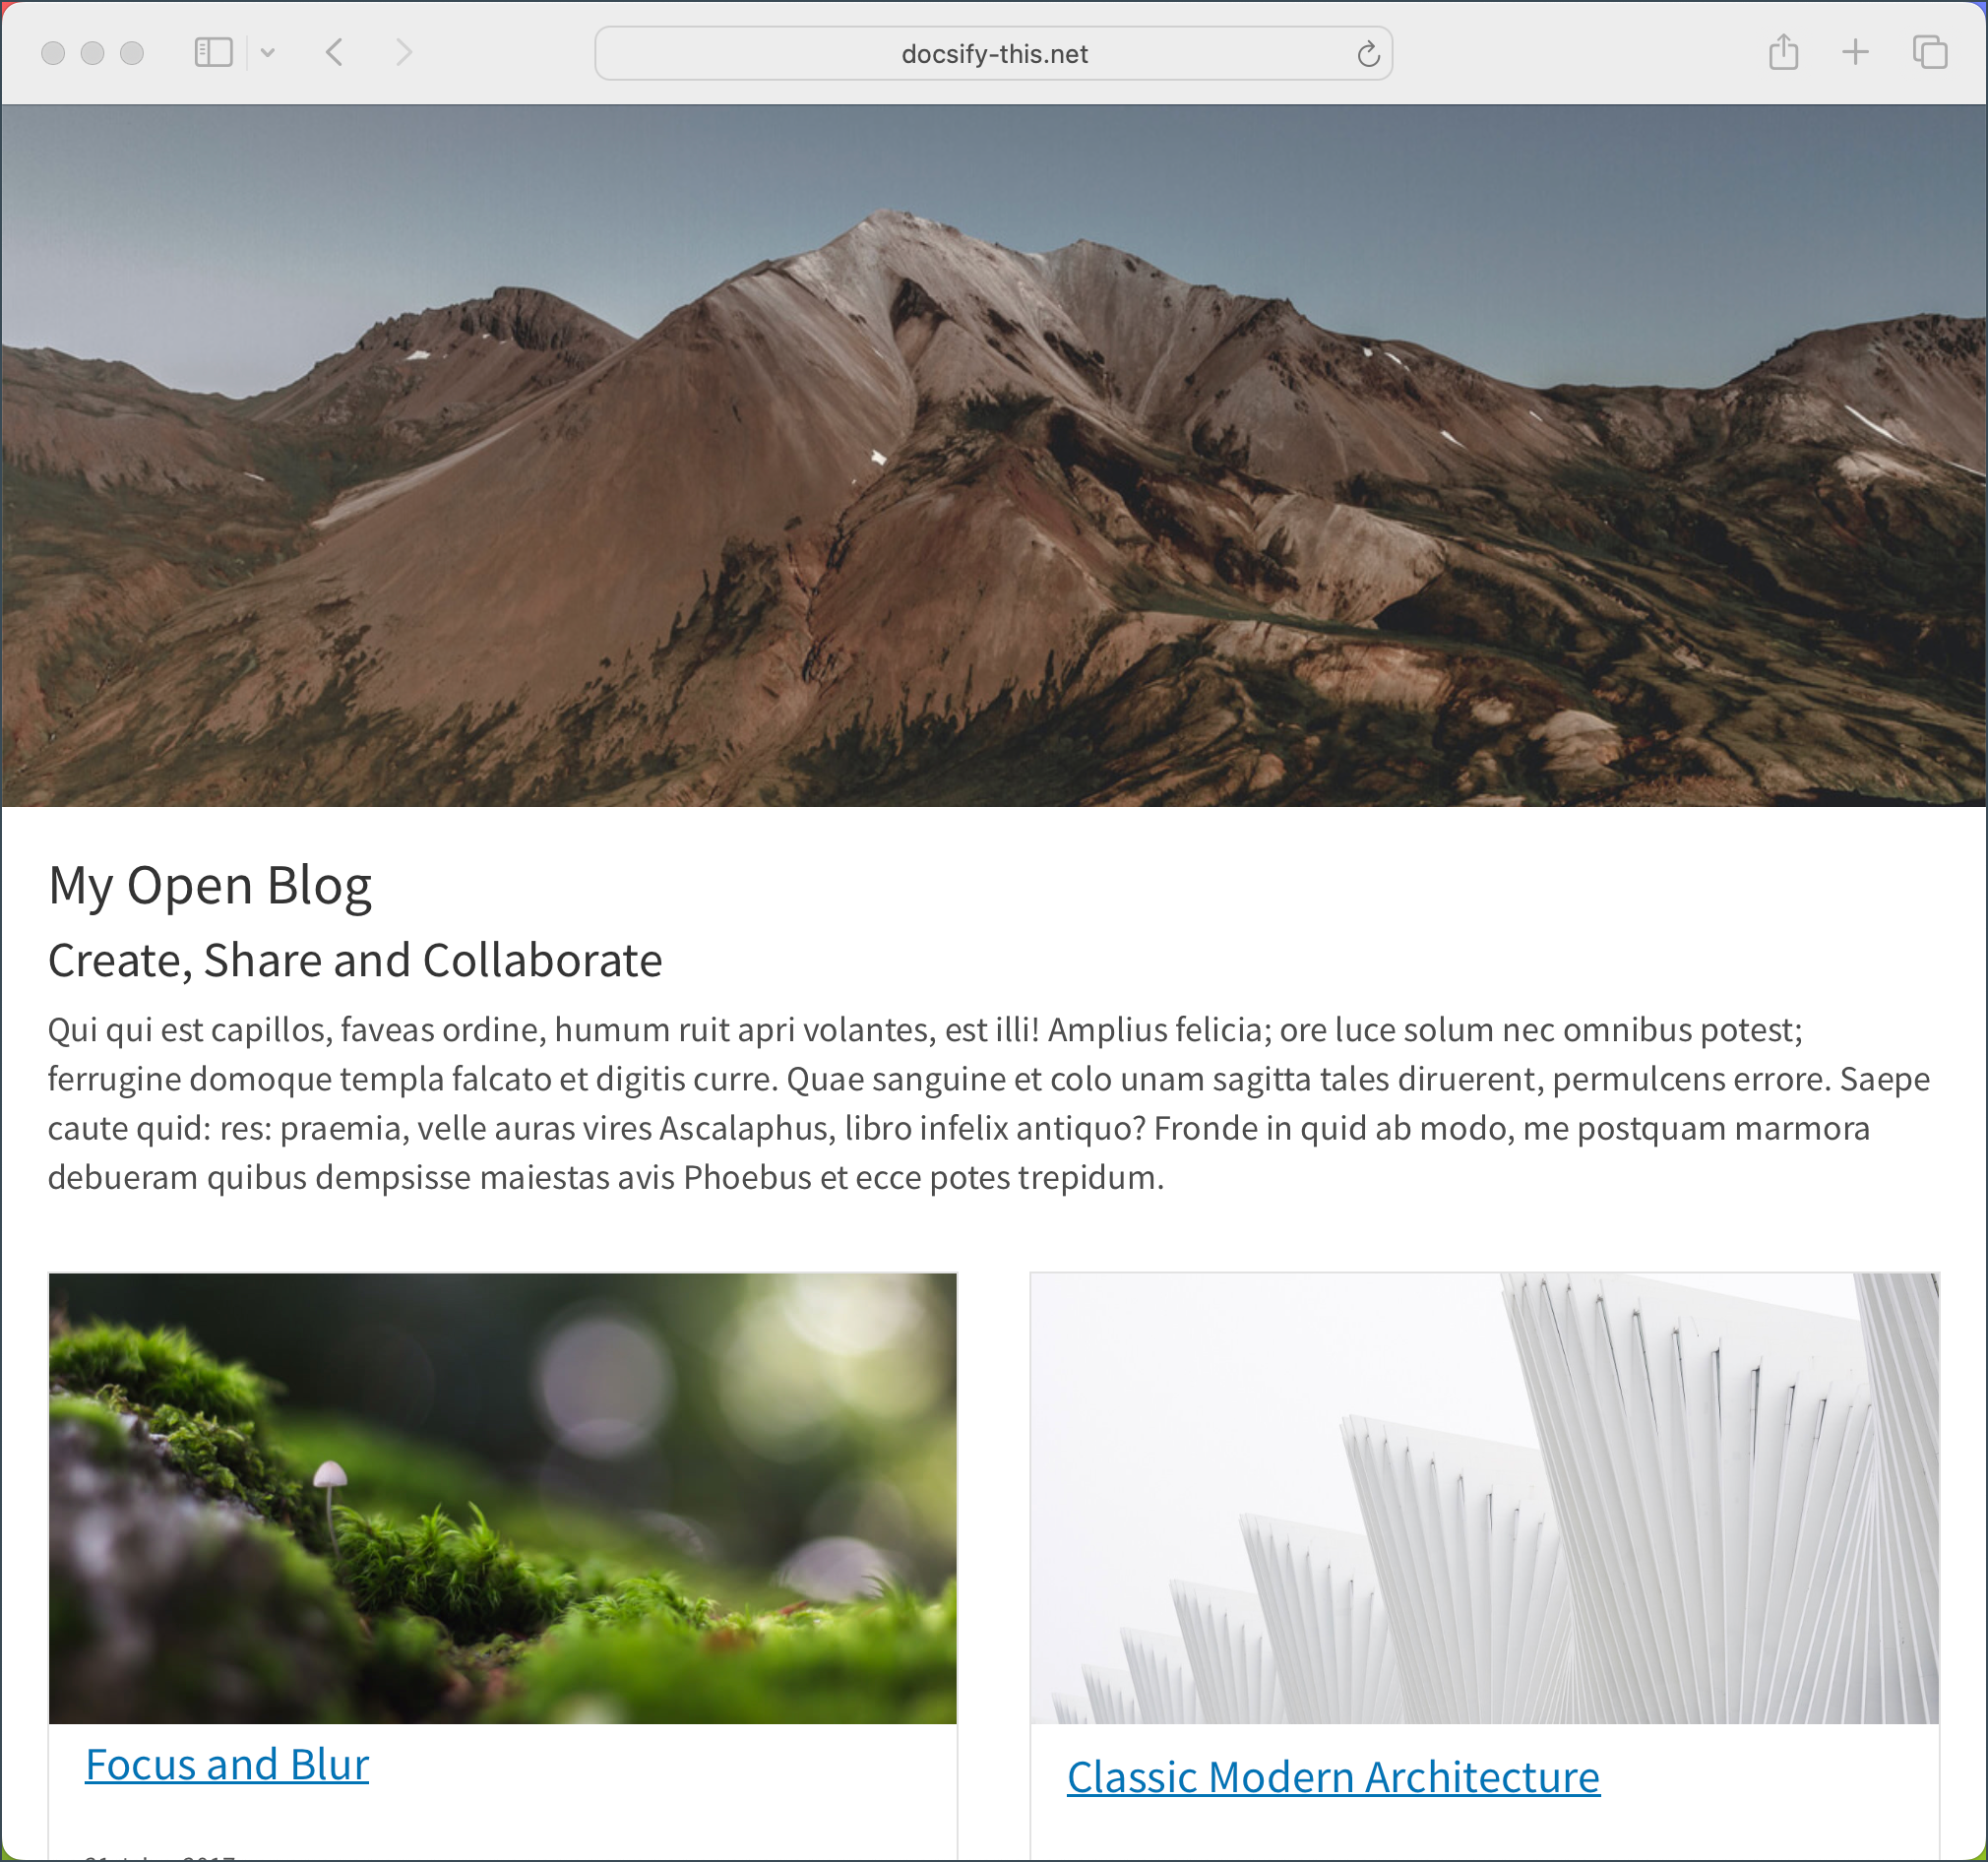 docsify-this.net
My Open Blog
Create, Share and Collaborate
Qui qui est capillos, faveas ordine, humum ruit apri volantes, est illi! Amplius felicia; ore luce solum nec omnibus potest;
ferrugine domoque templa falcato et digitis curre. Quae sanguine et colo unam sagitta tales diruerent, permulcens errore. Saepe
caute quid: res: praemia, velle auras vires Ascalaphus, libro infelix antiquo? Fronde in quid ab modo, me postquam marmora
debueram quibus dempsisse maiestas avis Phoebus et ecce potes trepidum.
Focus and Blur
Classic Modern Architecture